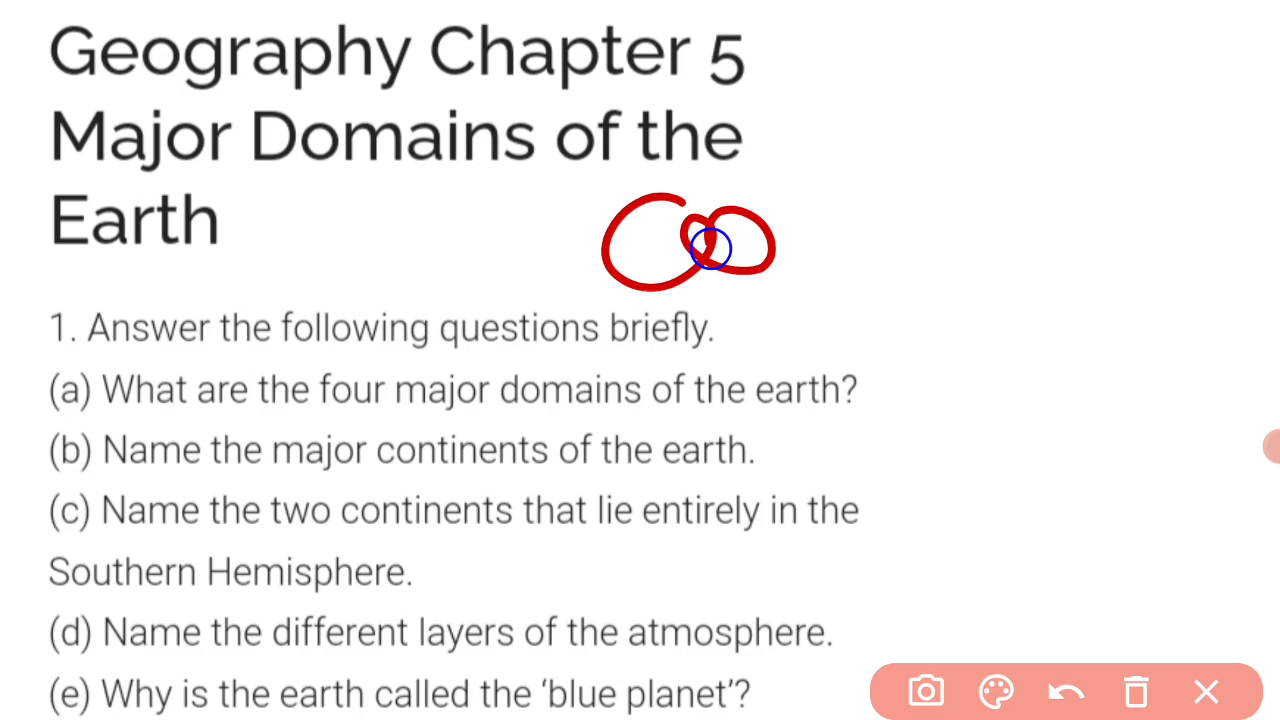 Geography Chapter 5
Major Domains of the
Earth
1. Answer the following questions briefly.
(a) What are the four major domains of the earth?
(b) Name the major continents of the earth.
(c) Name the two continents that lie entirely in the
Southern Hemisphere.
(d) Name the different layers of the atmosphere.
(e) Why is the earth called the ‘blue planet’?